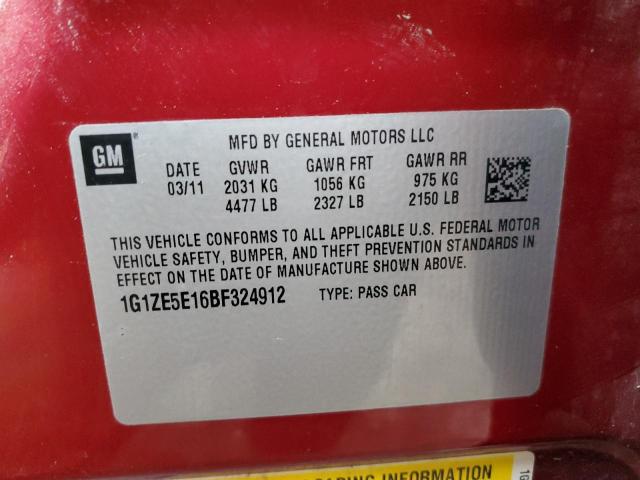 GM
MFD BY GENERAL MOTORS LLC
DATE GVWR GAWR FRT GAWR RR
03/11 2031 KG 1056 KG 975 KG
4477 LB 2327 LB 2150 LB
THIS VEHICLE CONFORMS TO ALL APPLICABLE U.S. FEDERAL MOTOR
VEHICLE SAFETY, BUMPER, AND THEFT PREVENTION STANDARDS IN
EFFECT ON THE DATE OF MANUFACTURE SHOWN ABOVE.
1G1ZE5E16BF324912 TYPE: PASS CAR
INFORMATION